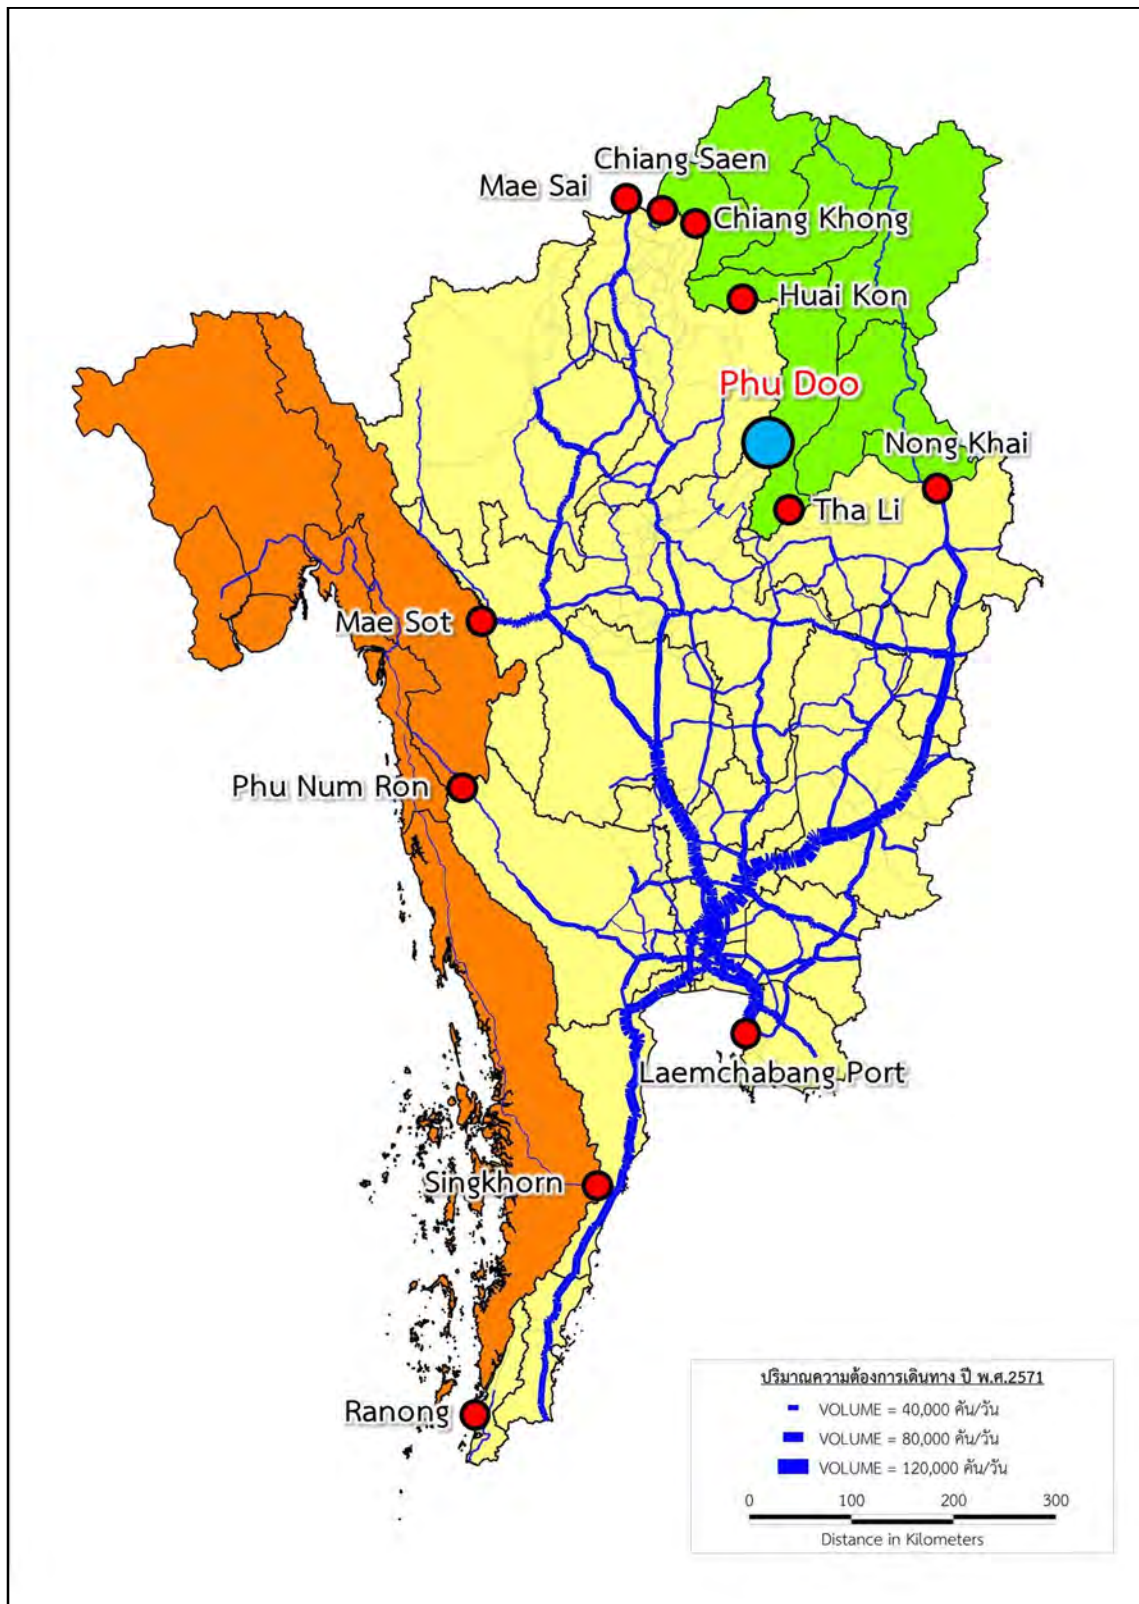 Chiang Saen
Mae Sai
Chiang Khong
Huai Kon
Phu Doo
Nong Khai
Tha Li
Mae Sot
Phu Num Ron
Laemchabang Port
Singkhorn
Ranong
ปริมาณความต้องการเดินทาง ปี พ.ศ.2571
VOLUME = 40,000 คัน/วัน
VOLUME = 80,000 คัน/วัน
VOLUME = 120,000 คัน/วัน
0 100 200 300
Distance in Kilometers